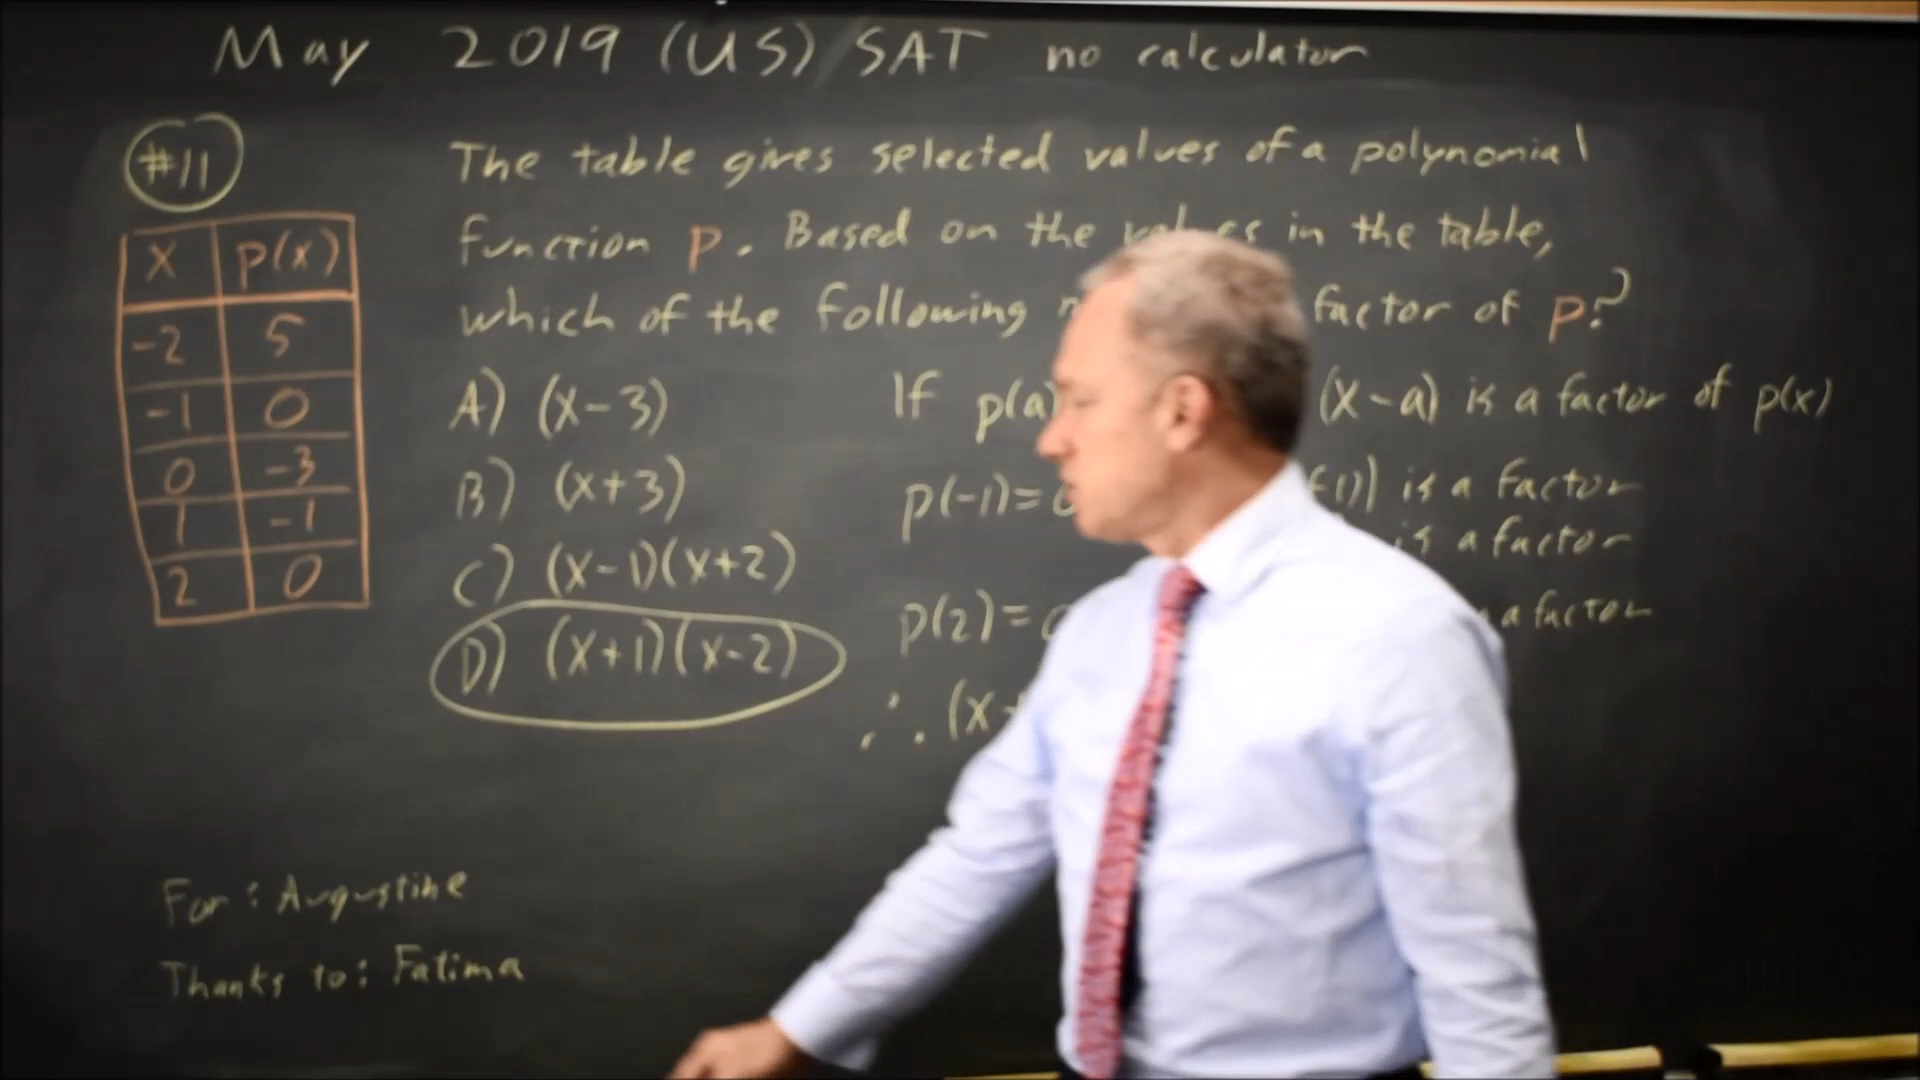 May 2019 (US) SAT no calculator
#11
The table gives selected values of a polynomial
function p. Based on the values in the table,
which of the following factor of p?
x p(x)
-2 5
-1 0
0 -3
1 -1
2 0
A) (x-3)
B) (x+3)
C) (x-1)(x+2)
D) (x+1)(x-2)
If p(a) (x-a) is a factor of p(x)
p(-1)= (-1)) is a factor
is a factor
p(2)= a factor
∴ (x
For: Augustine
Thanks to: Fatima